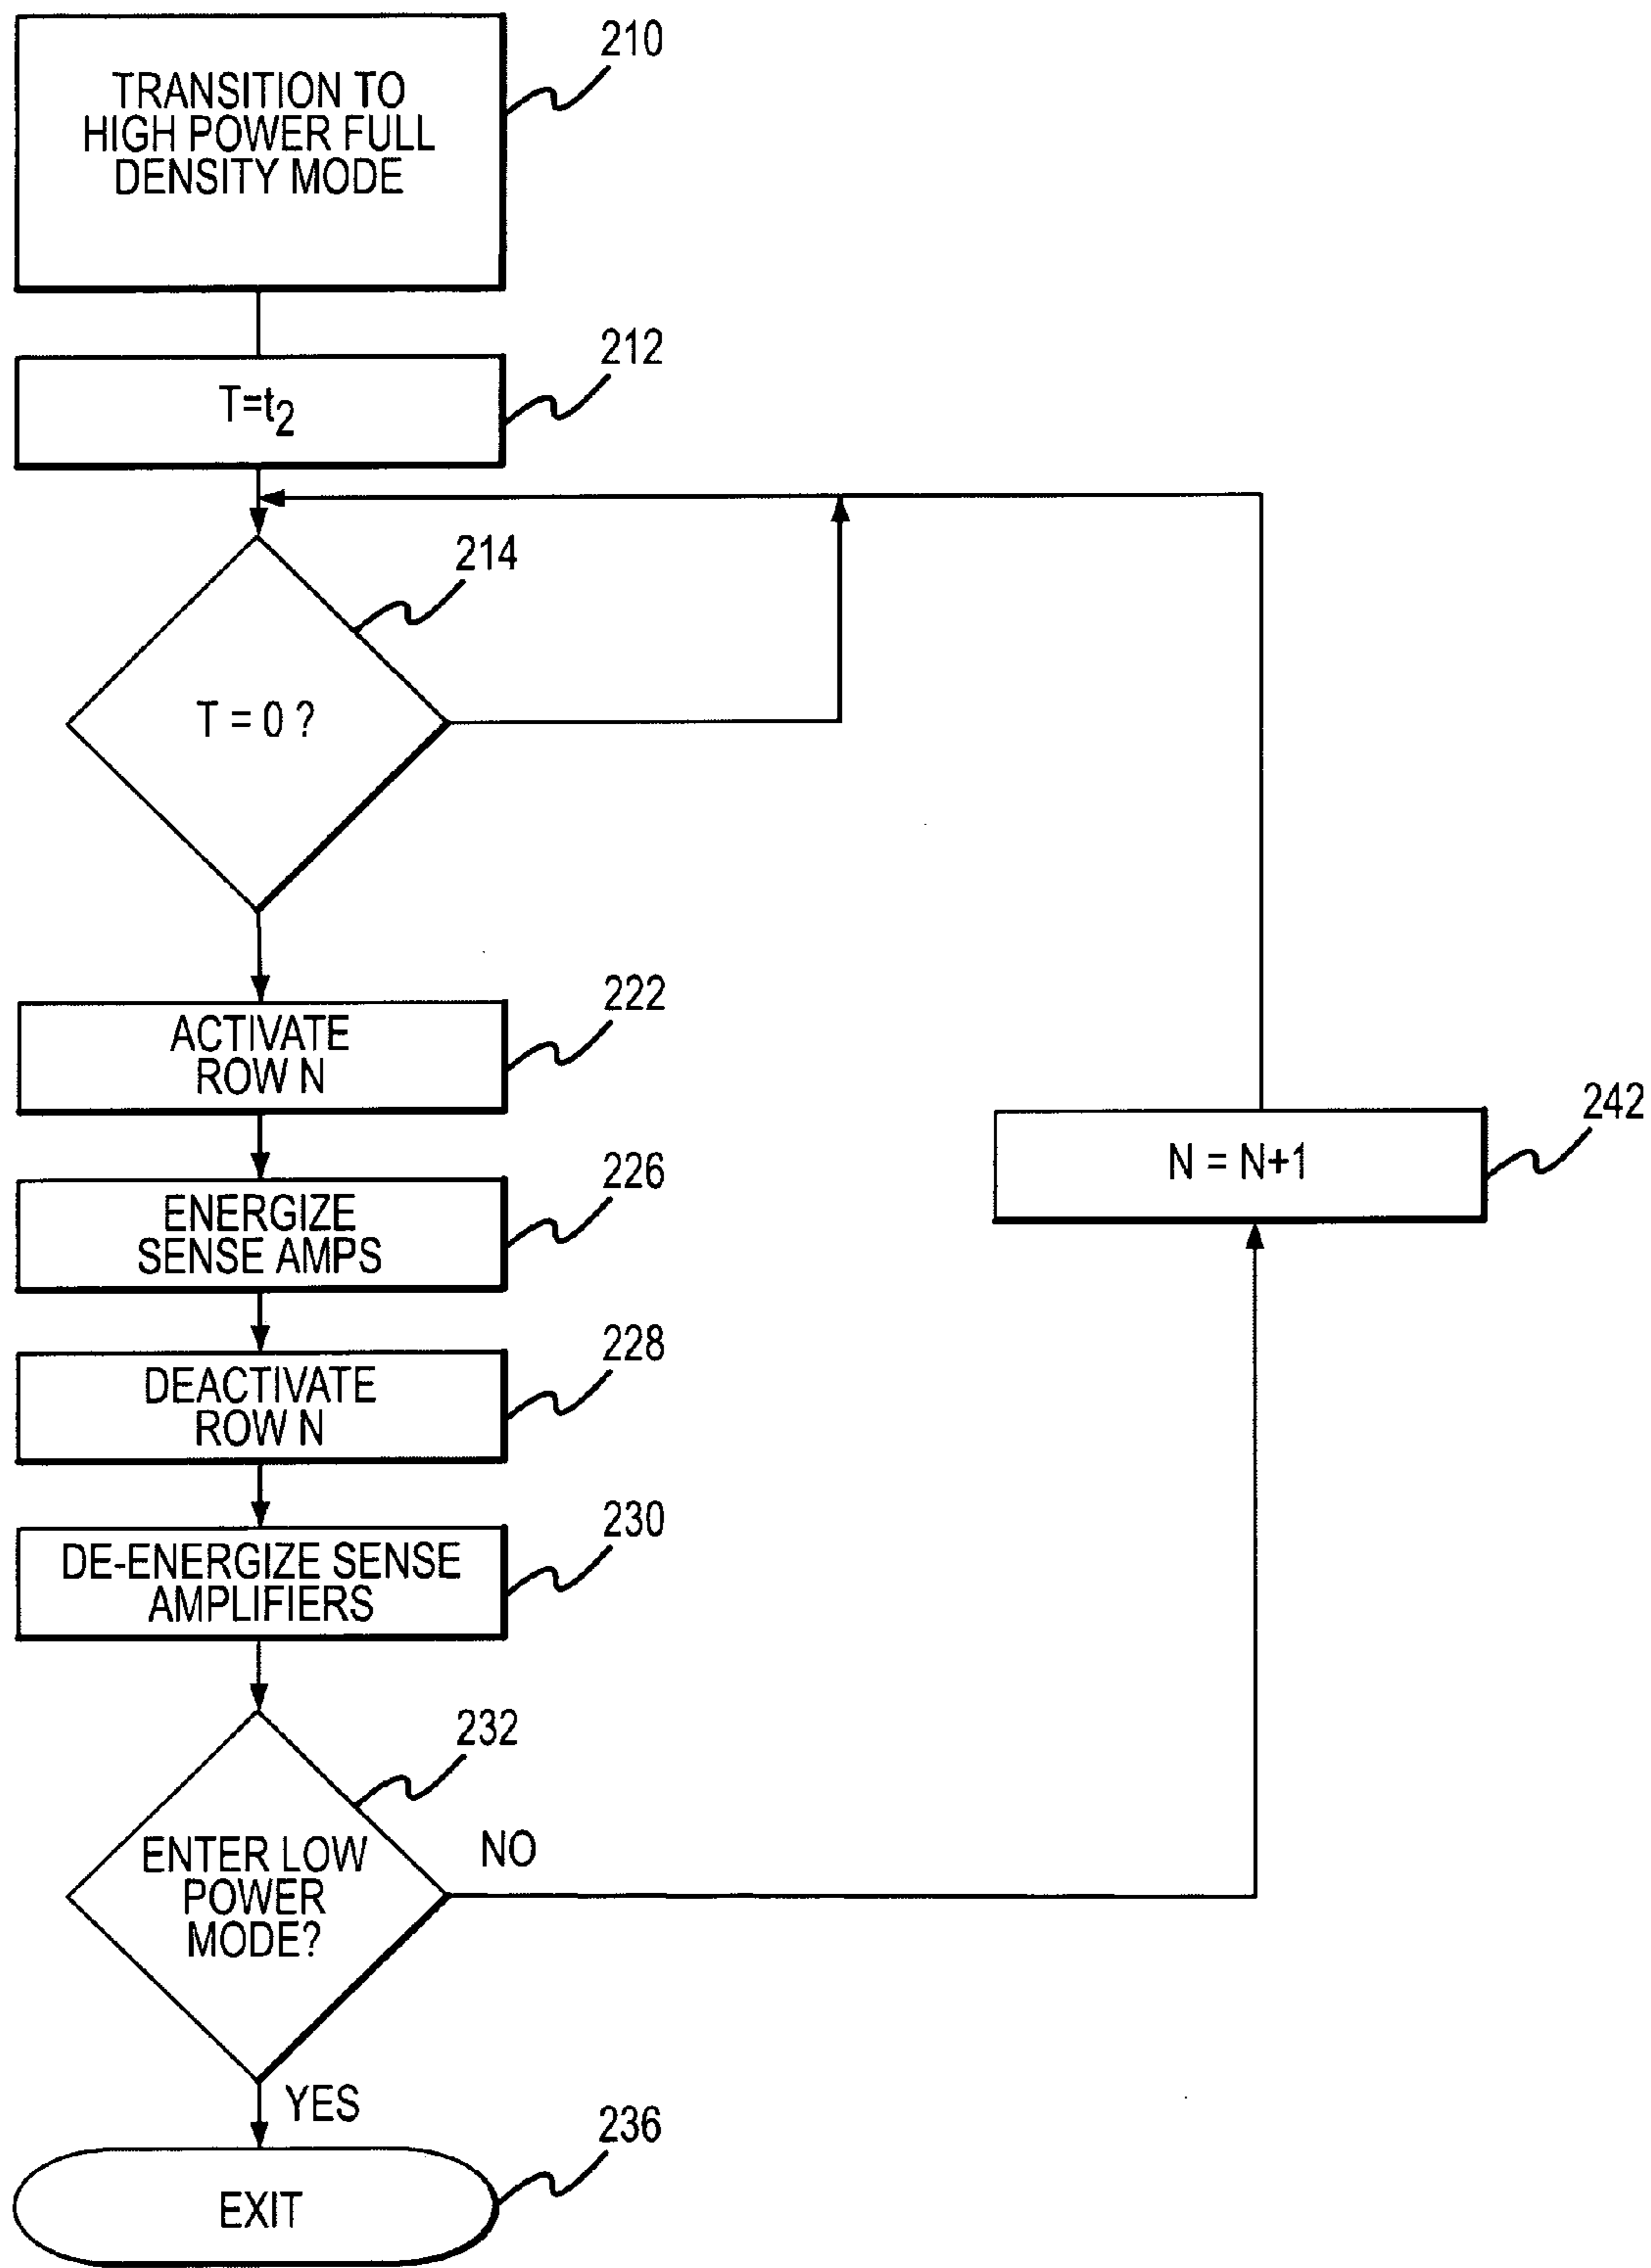 210
TRANSITION TO
HIGH POWER FULL
DENSITY MODE
212
T=t2
214
T = 0 ?
222
ACTIVATE
ROW N
242
N = N+1
226
ENERGIZE
SENSE AMPS
228
DEACTIVATE
ROW N
230
DE-ENERGIZE SENSE
AMPLIFIERS
232
ENTER LOW
POWER
MODE?
NO
YES
236
EXIT